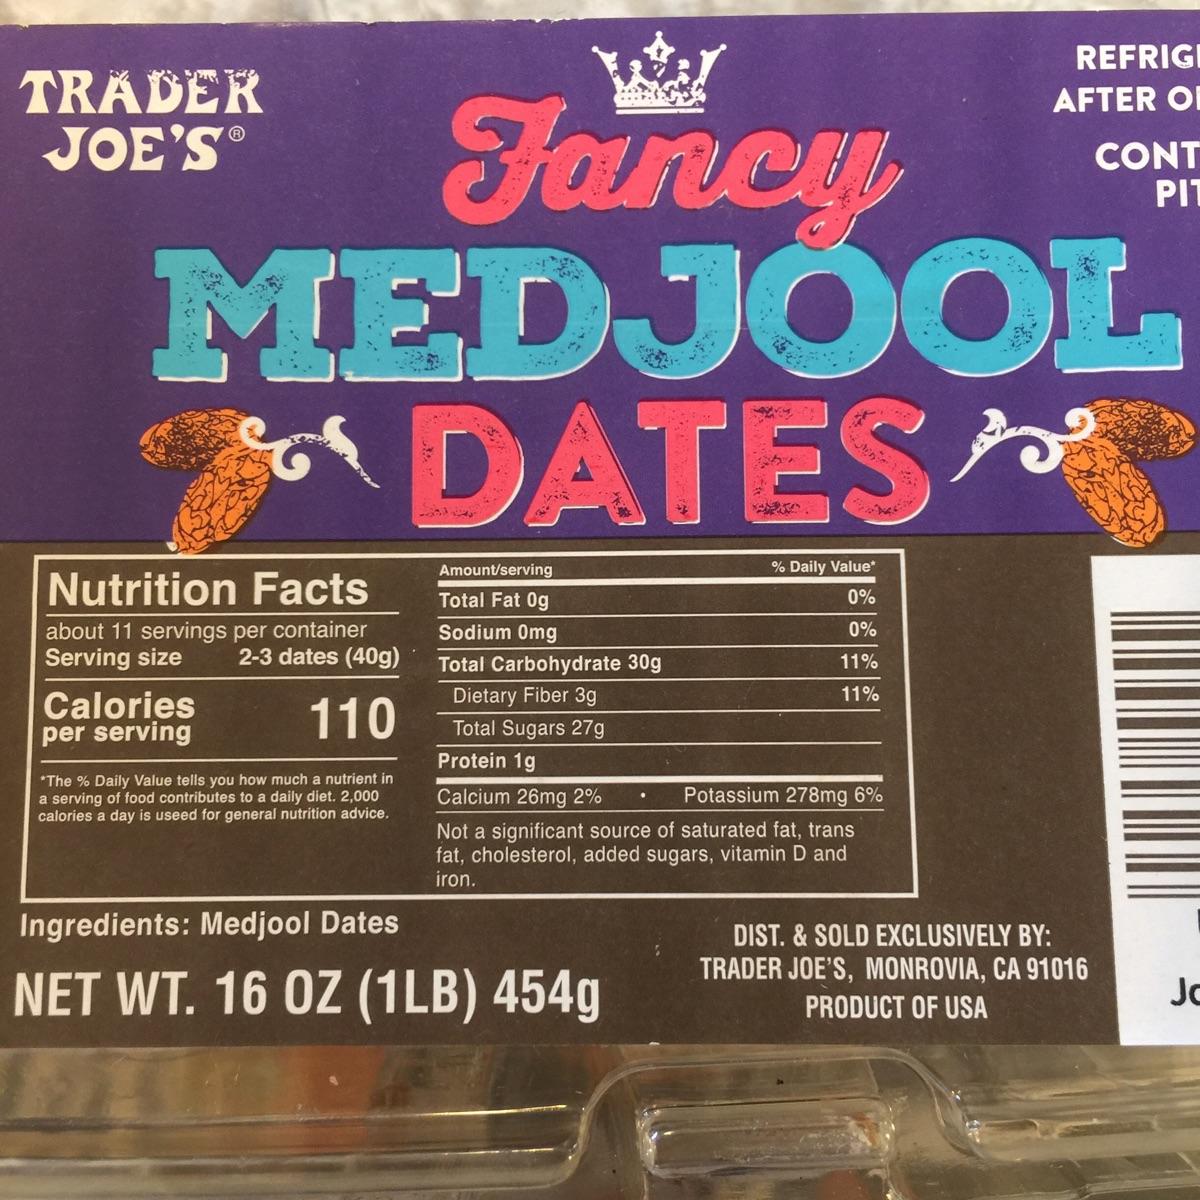 TRADER
JOE'S®
Fancy
MEDJOOL
DATES
AFTER
Nutrition Facts
about 11 servings per container
Serving size 2-3 dates (40g)
Calories
per serving 110
*The % Daily Value tells you how much a nutrient in
a serving of food contributes to a daily diet. 2,000
calories a day is useed for general nutrition advice.
Amount/serving % Daily Value*
Total Fat 0g 0%
Sodium 0mg 0%
Total Carbohydrate 30g 11%
Dietary Fiber 3g 11%
Total Sugars 27g
Protein 1g
Calcium 26mg 2% • Potassium 278mg 6%
Not a significant source of saturated fat, trans
fat, cholesterol, added sugars, vitamin D and
iron.
Ingredients: Medjool Dates
NET WT. 16 OZ (1LB) 454g
DIST. & SOLD EXCLUSIVELY BY:
TRADER JOE'S, MONROVIA, CA 91016
PRODUCT OF USA